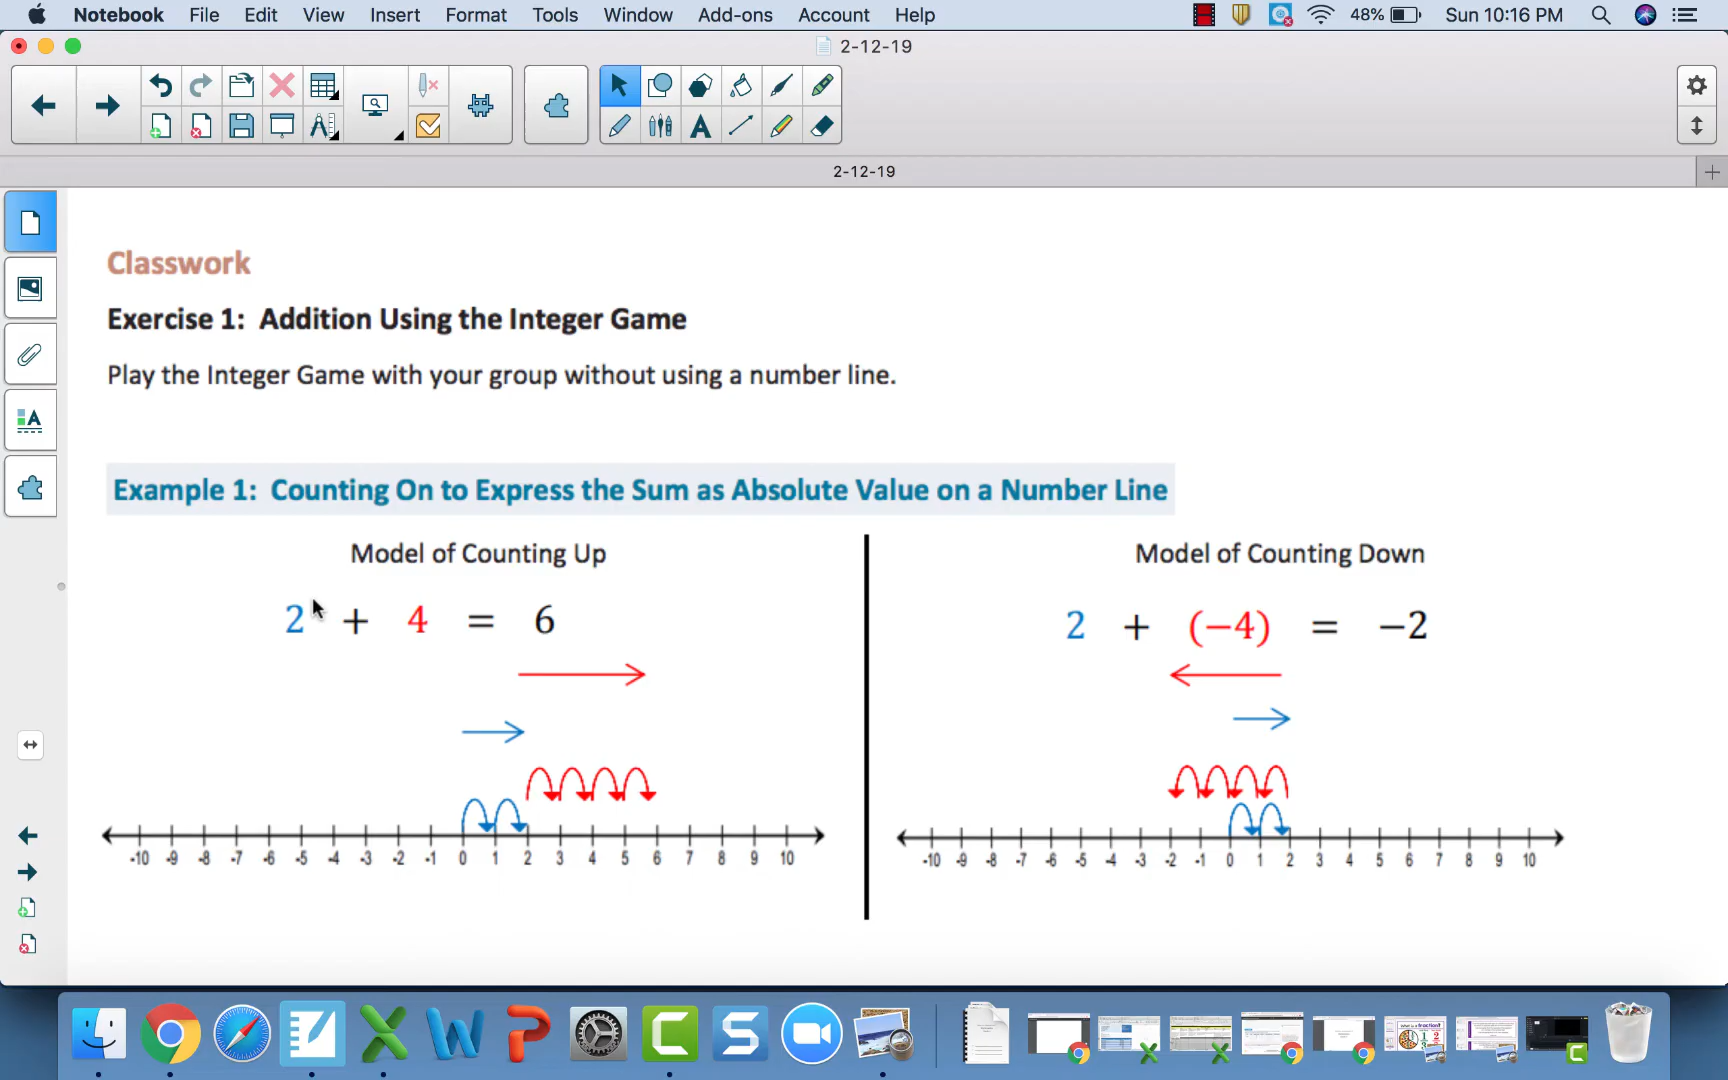 Notebook File Edit View Insert Format Tools Window Add-ons Account Help 48% Sun 10:16 PM
2-12-19
2-12-19
Classwork
Exercise 1: Addition Using the Integer Game
Play the Integer Game with your group without using a number line.
Example 1: Counting On to Express the Sum as Absolute Value on a Number Line
Model of Counting Up
2 + 4 = 6
-10 -9 -8 -7 -6 -5 -4 -3 -2 -1 0 1 2 3 4 5 6 7 8 9 10
Model of Counting Down
2 + (−4) = −2
-10 -9 -8 -7 -6 -5 -4 -3 -2 -1 0 1 2 3 4 5 6 7 8 9 10